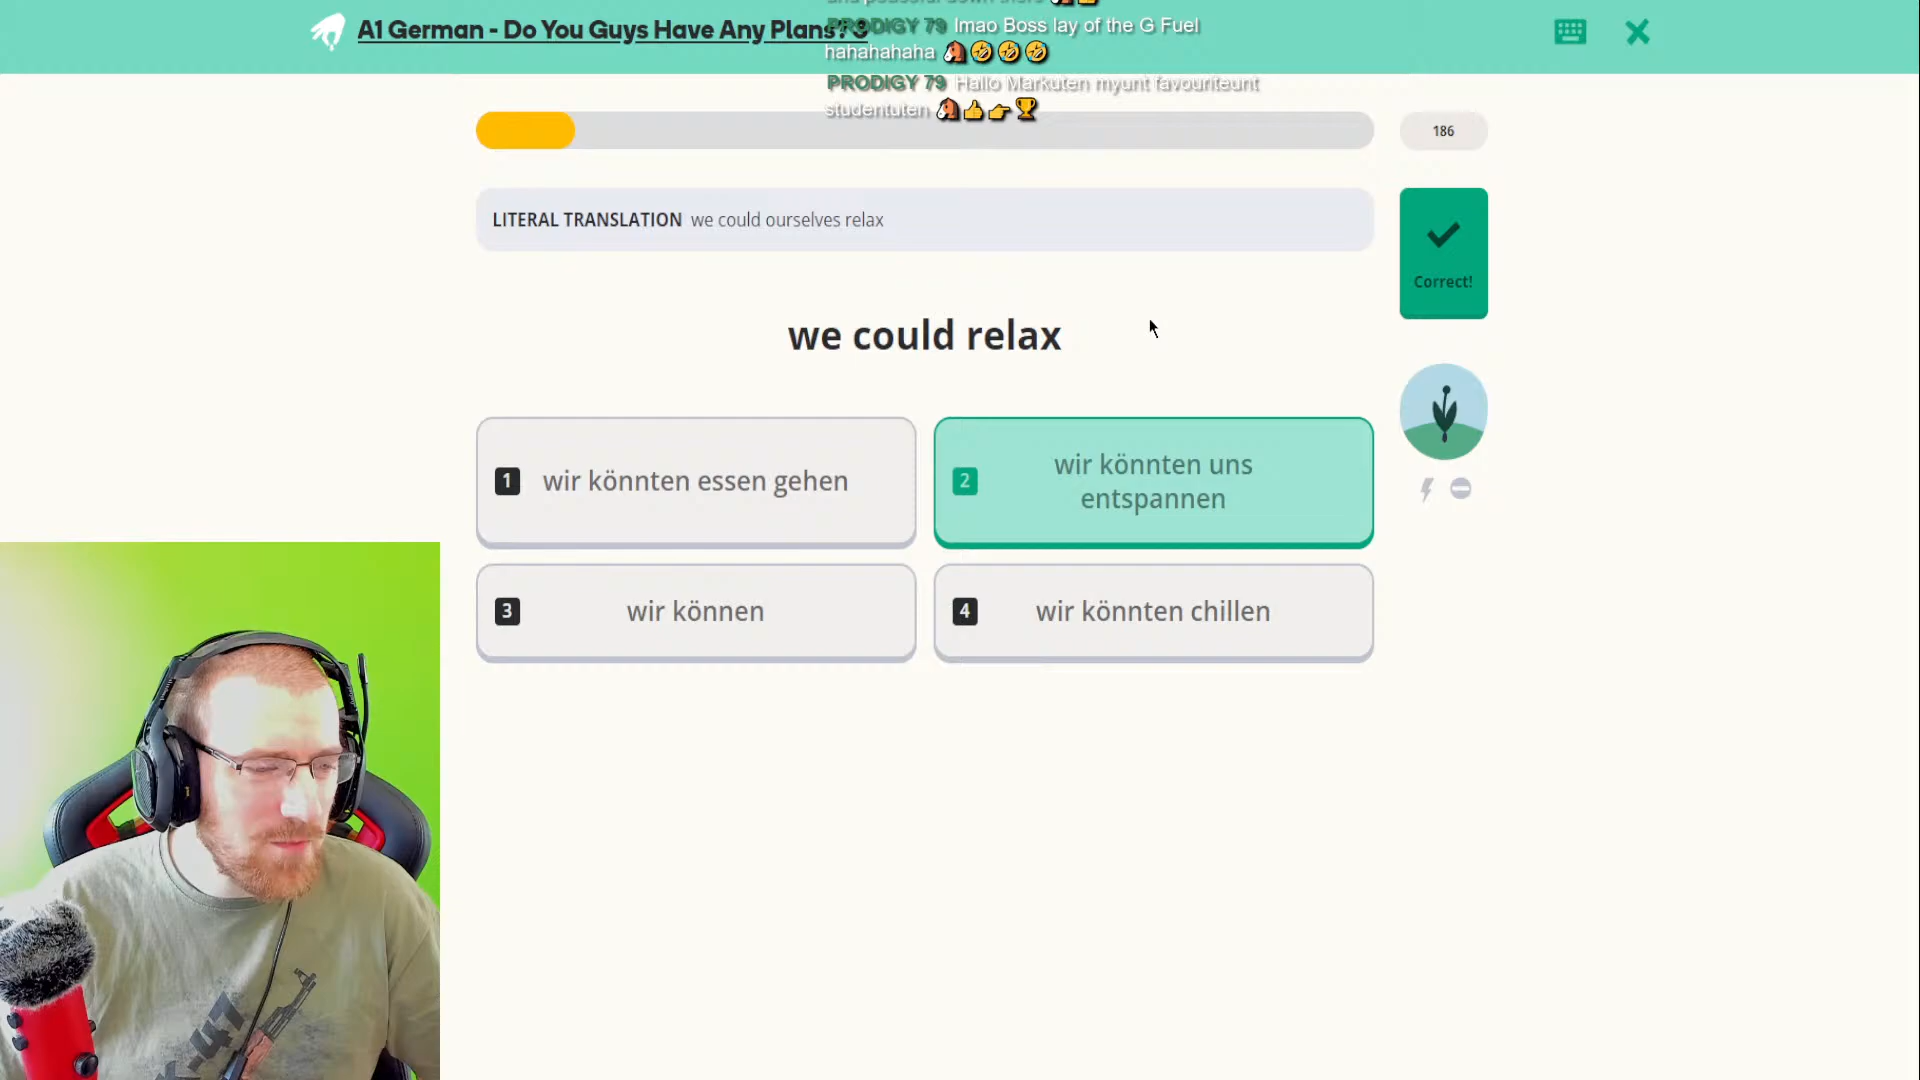 A1 German - Do You Guys Have Any Plans? 3
PRODIGY 79 lmao Boss lay of the G Fuel
hahahahaha
PRODIGY 79 Hallo Markuten myunt favouriteunt
studentuten
186
LITERAL TRANSLATION we could ourselves relax
Correct!
we could relax
1 wir könnten essen gehen
2 wir könnten uns
entspannen
3 wir können
4 wir könnten chillen